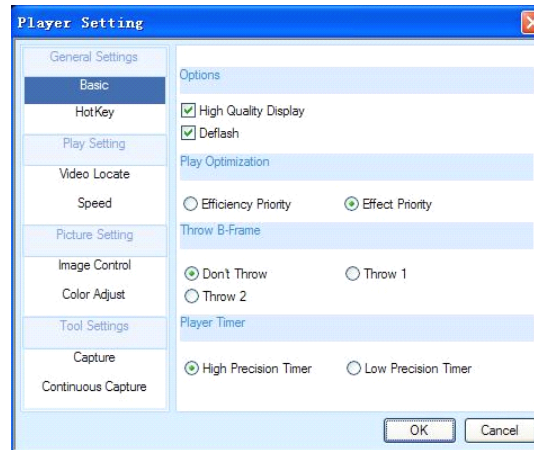 Player Setting
General Settings
Basic
HotKey
Play Setting
Video Locate
Speed
Picture Setting
Image Control
Color Adjust
Tool Settings
Capture
Continuous Capture
Options
High Quality Display
Deflash
Play Optimization
Efficiency Priority Effect Priority
Throw B-Frame
Don't Throw Throw 1
Throw 2
Player Timer
High Precision Timer Low Precision Timer
OK Cancel